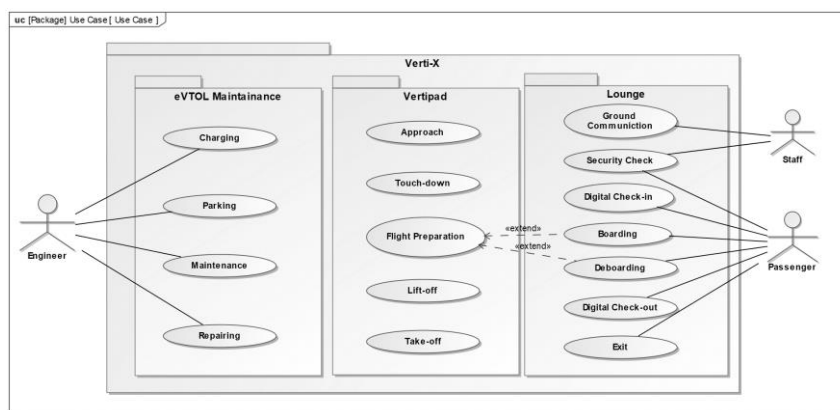 uc [Package] Use Case [ Use Case ]
Verti-X
eVTOL Maintainance
Charging
Parking
Maintenance
Repairing
Engineer
Vertipad
Approach
Touch-down
Flight Preparation
Lift-off
Take-off
«extend»
«extend»
Lounge
Ground
Communiction
Security Check
Digital Check-in
Boarding
Deboarding
Digital Check-out
Exit
Staff
Passenger